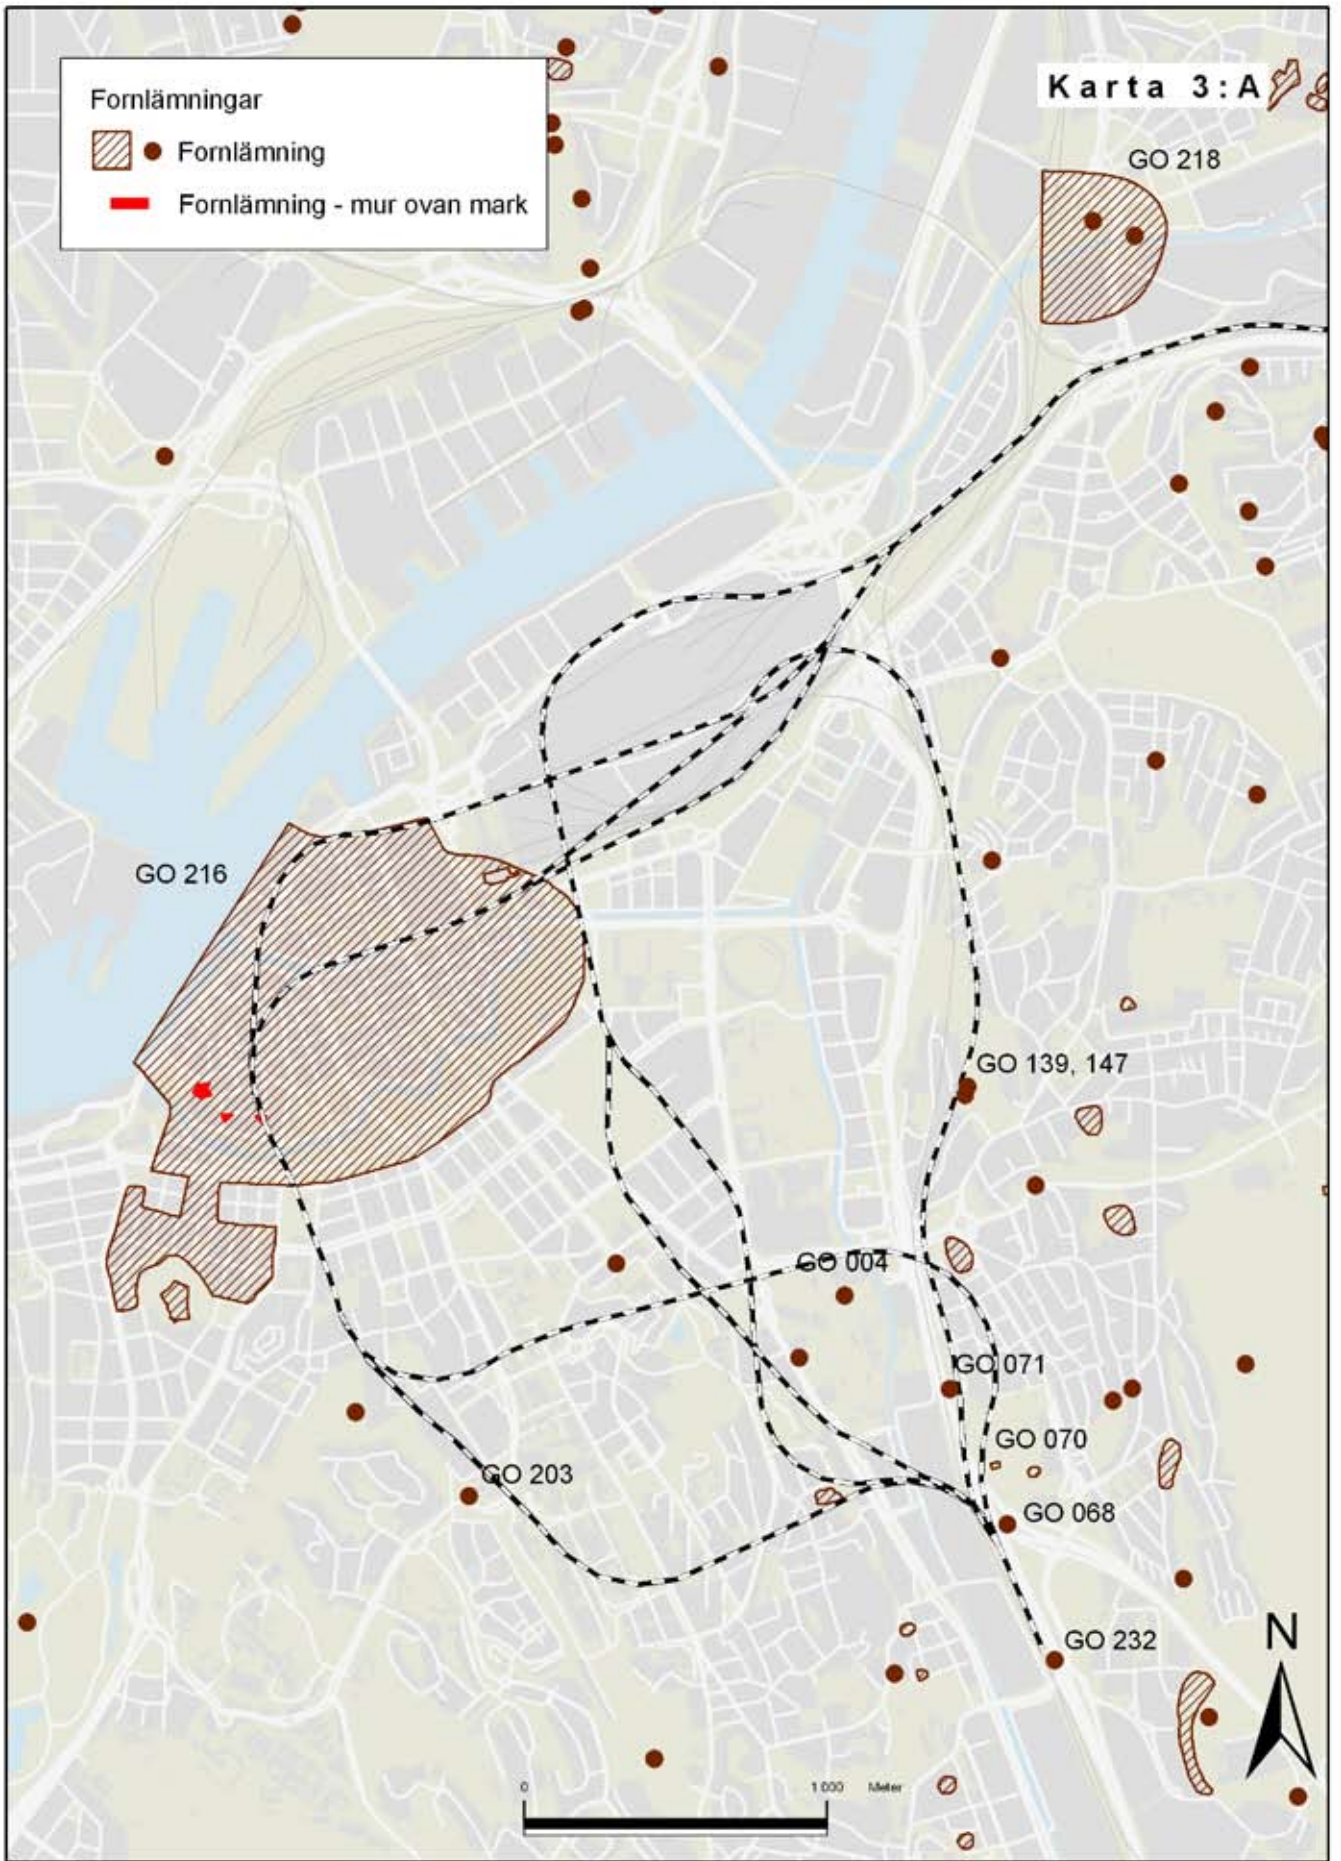 Karta 3:A
Fornlämningar
Fornlämning
Fornlämning - mur ovan mark
GO 218
GO 216
GO 139, 147
GO 004
GO 071
GO 070
GO 203
GO 068
GO 232
N
0 1 000 Meter